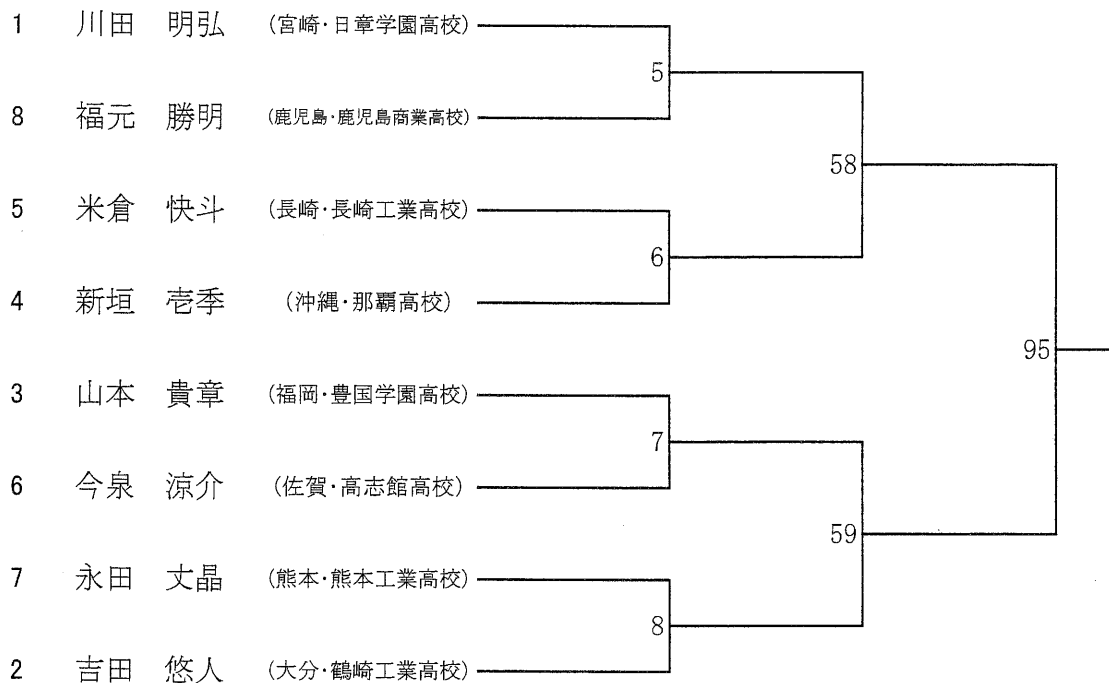 1 川田 明弘 (宮崎・日章学園高校)
5
8 福元 勝明 (鹿児島・鹿児島商業高校)
58
5 米倉 快斗 (長崎・長崎工業高校)
6
4 新垣 壱季 (沖縄・那覇高校)
95
3 山本 貴章 (福岡・豊国学園高校)
7
6 今泉 涼介 (佐賀・高志館高校)
59
7 永田 丈晶 (熊本・熊本工業高校)
8
2 吉田 悠人 (大分・鶴崎工業高校)